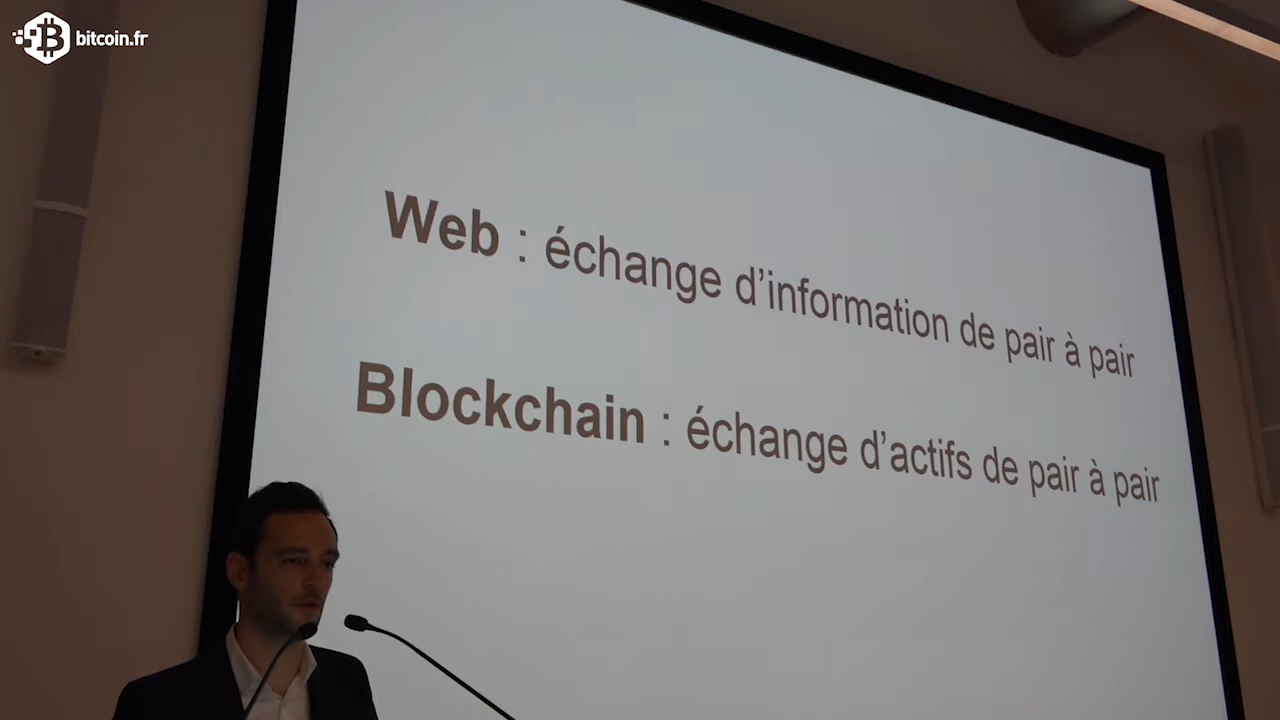 bitcoin.fr
Web : échange d’information de pair à pair
Blockchain : échange d’actifs de pair à pair